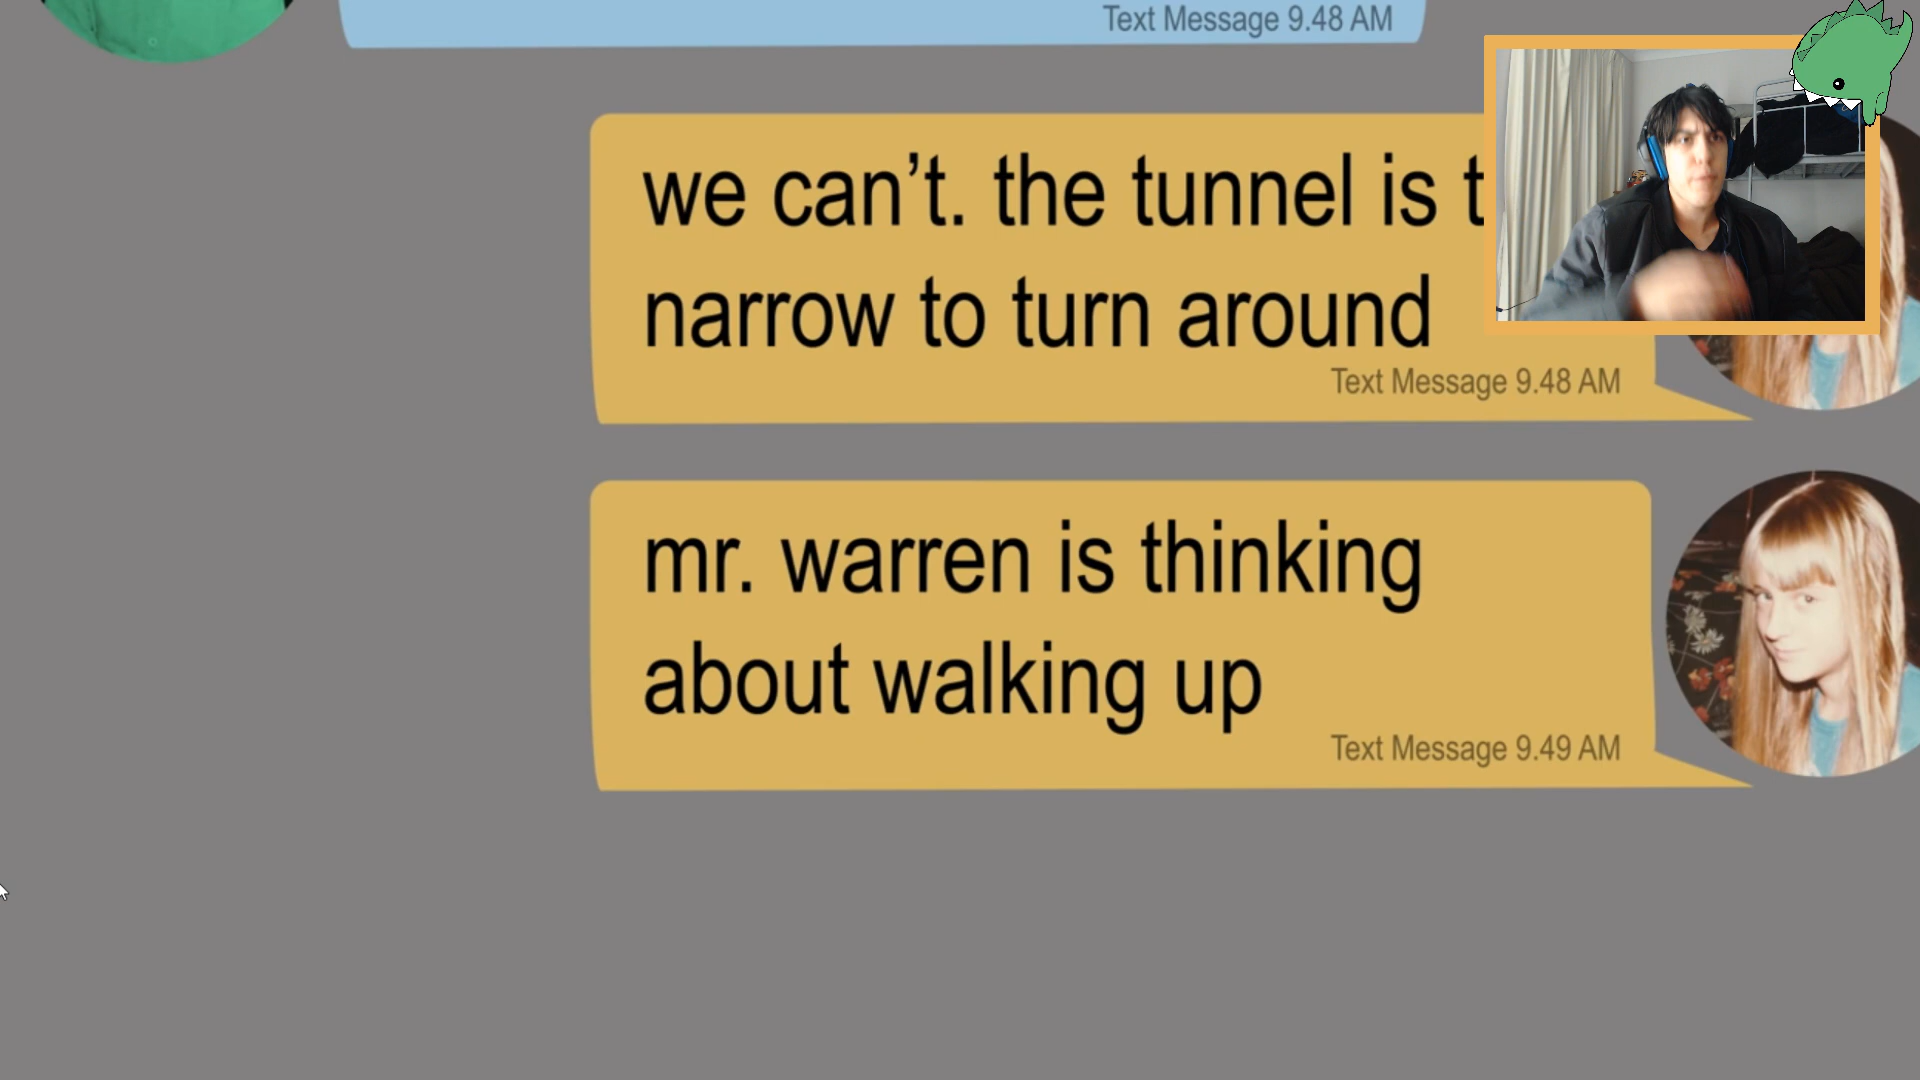 Text Message 9.48 AM
we can’t. the tunnel is
narrow to turn around
Text Message 9.48 AM
mr. warren is thinking
about walking up
Text Message 9.49 AM